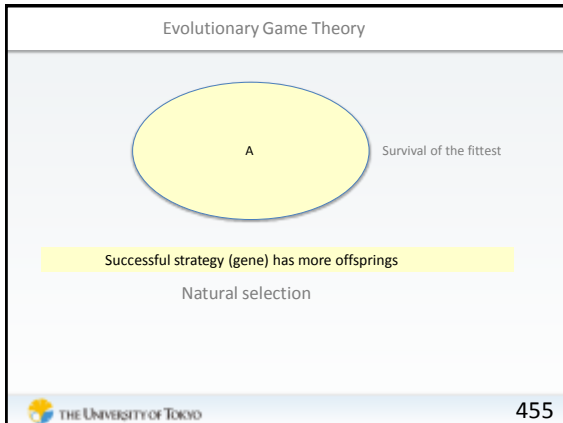 Evolutionary Game Theory
A
Survival of the fittest
Successful strategy (gene) has more offsprings
Natural selection
THE UNIVERSITY OF TOKYO
455